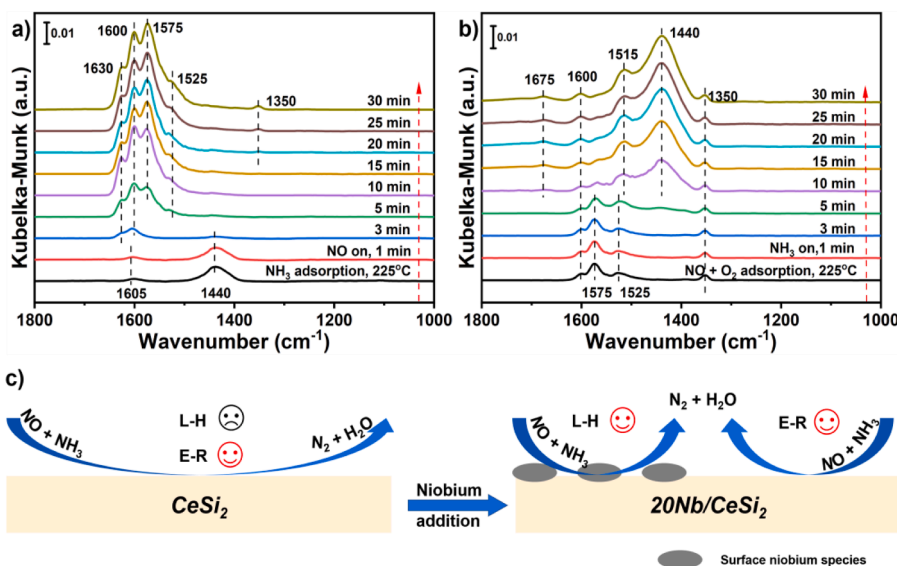 a)
0.01
1600
1575
1630
1525
1350
30 min
25 min
20 min
15 min
10 min
5 min
3 min
NO on, 1 min
NH₃ adsorption, 225°C
1605
1440
Kubelka-Munk (a.u.)
1800 1600 1400 1200 1000
Wavenumber (cm⁻¹)
b)
0.01
1440
1515
1675
1600
1350
30 min
25 min
20 min
15 min
10 min
5 min
3 min
NH₃ on, 1 min
NO + O₂ adsorption, 225°C
1575
1525
Kubelka-Munk (a.u.)
1800 1600 1400 1200 1000
Wavenumber (cm⁻¹)
c)
NO + NH₃
L-H
E-R
N₂ + H₂O
CeSi₂
Niobium
addition
N₂ + H₂O
NO + NH₃
L-H
E-R
NO + NH₃
20Nb/CeSi₂
Surface niobium species